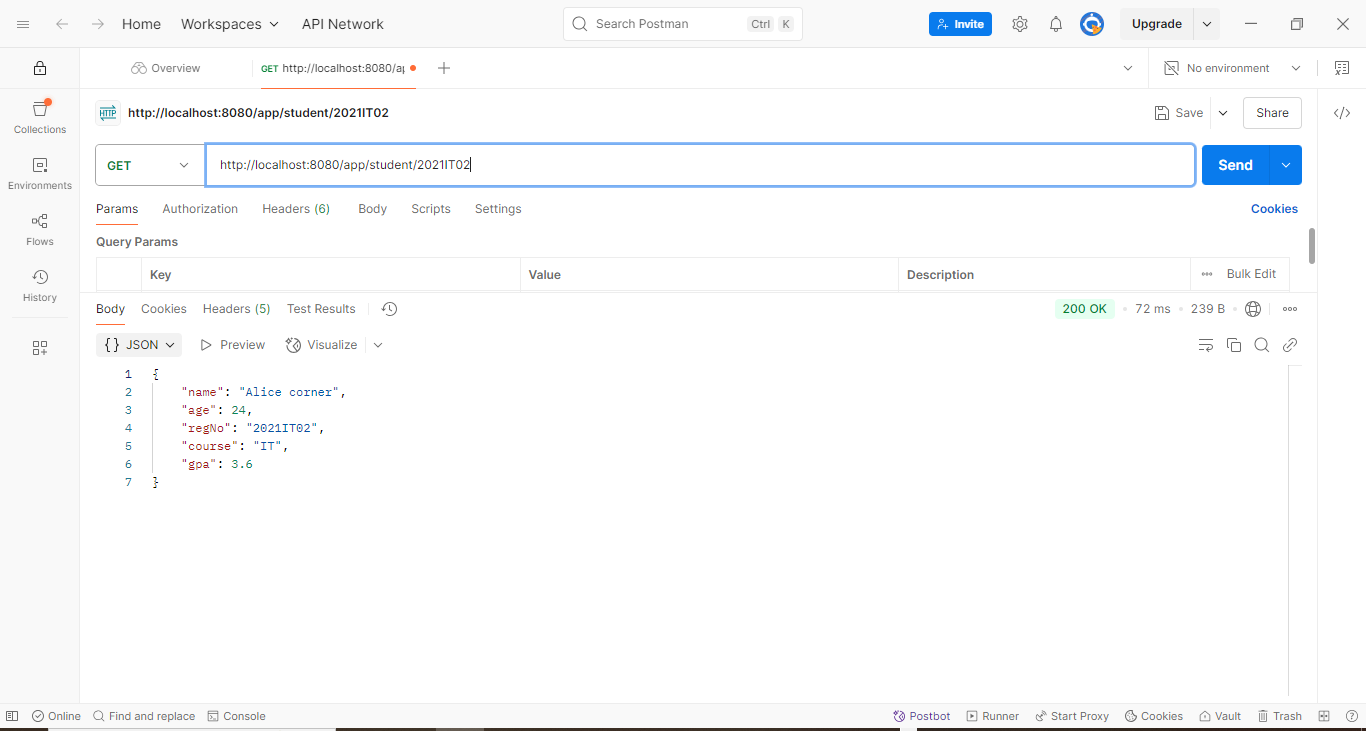 Home Workspaces API Network Search Postman Ctrl K Invite Upgrade
Overview GET http://localhost:8080/ap No environment
HTTP http://localhost:8080/app/student/2021IT02 Save Share
GET http://localhost:8080/app/student/2021IT02 Send
Params Authorization Headers (6) Body Scripts Settings Cookies
Query Params
Key Value Description Bulk Edit
Body Cookies Headers (5) Test Results 200 OK 72 ms 239 B
{} JSON Preview Visualize
1 {
2 "name": "Alice corner",
3 "age": 24,
4 "regNo": "2021IT02",
5 "course": "IT",
6 "gpa": 3.6
7 }
Collections
Environments
Flows
History
Online Find and replace Console Postbot Runner Start Proxy Cookies Vault Trash